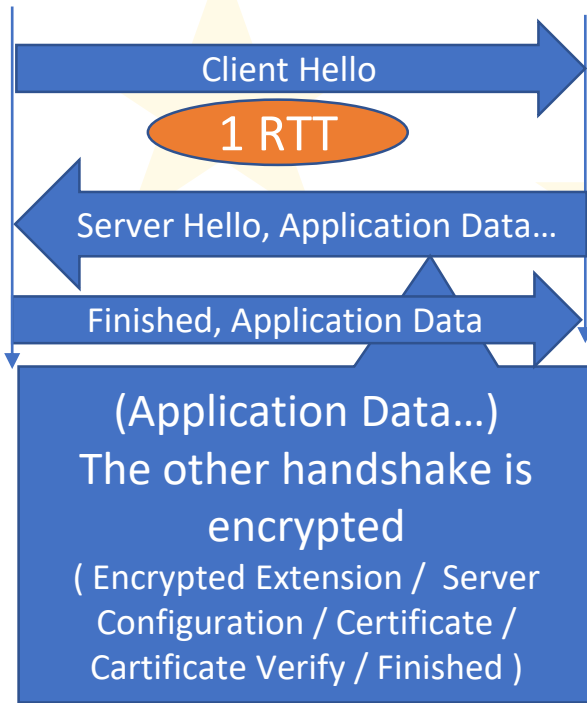 Client Hello
1 RTT
Server Hello, Application Data…
Finished, Application Data
(Application Data…)
The other handshake is
encrypted
( Encrypted Extension / Server
Configuration / Certificate /
Cartificate Verify / Finished )